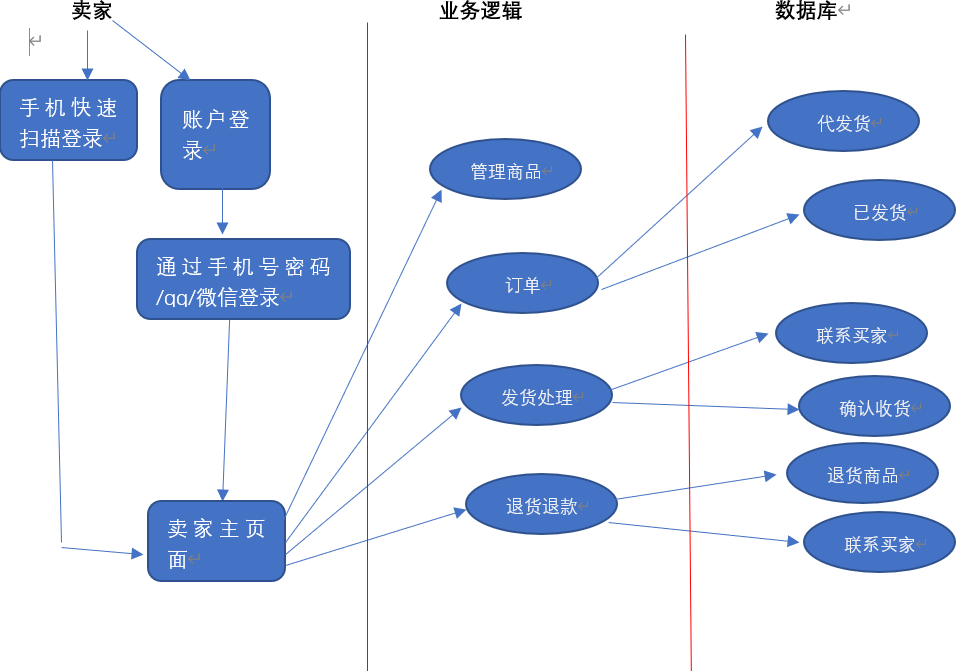 卖家
业务逻辑
数据库
手机快速
扫描登录
账户登
录
通过手机号密码
/qq/微信登录
卖家主页
面
管理商品
订单
发货处理
退货退款
代发货
已发货
联系买家
确认收货
退货商品
联系买家